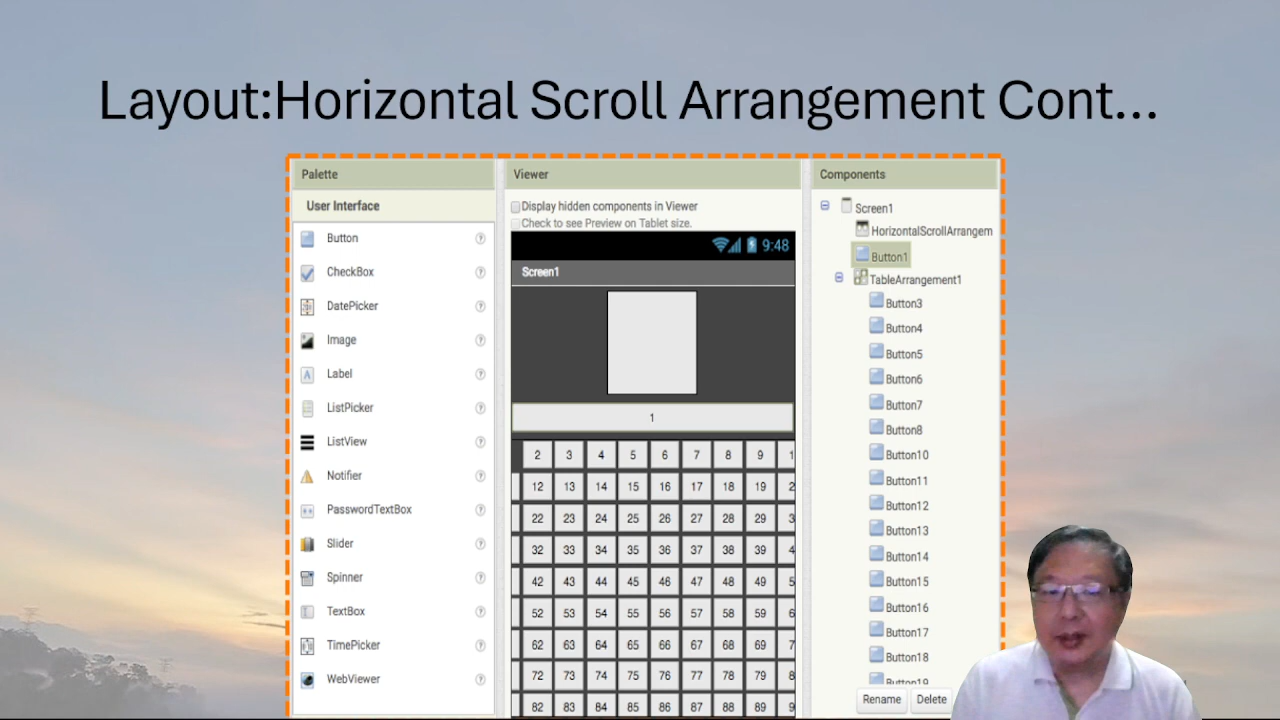 Layout:Horizontal Scroll Arrangement Cont...
Palette
User Interface
Button
CheckBox
DatePicker
Image
Label
ListPicker
ListView
Notifier
PasswordTextBox
Slider
Spinner
TextBox
TimePicker
WebViewer
Viewer
Display hidden components in Viewer
Check to see Preview on Tablet size.
9:48
Screen1
1
2 3 4 5 6 7 8 9
12 13 14 15 16 17 18 19
22 23 24 25 26 27 28 29
32 33 34 35 36 37 38 39
42 43 44 45 46 47 48 49
52 53 54 55 56 57 58 59
62 63 64 65 66 67 68 69
72 73 74 75 76 77 78 79
82 83 84 85 86 87 88 89
Components
Screen1
HorizontalScrollArrangem
Button1
TableArrangement1
Button3
Button4
Button5
Button6
Button7
Button8
Button10
Button11
Button12
Button13
Button14
Button15
Button16
Button17
Button18
Button19
Rename Delete